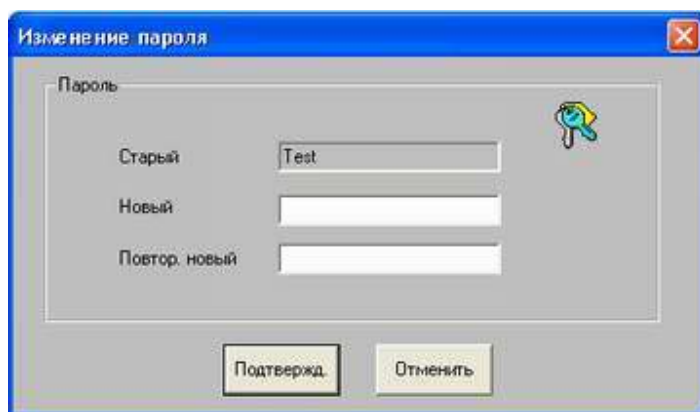 Изменение пароля
Пароль
Старый Test
Новый
Повтор. новый
Подтвержд. Отменить